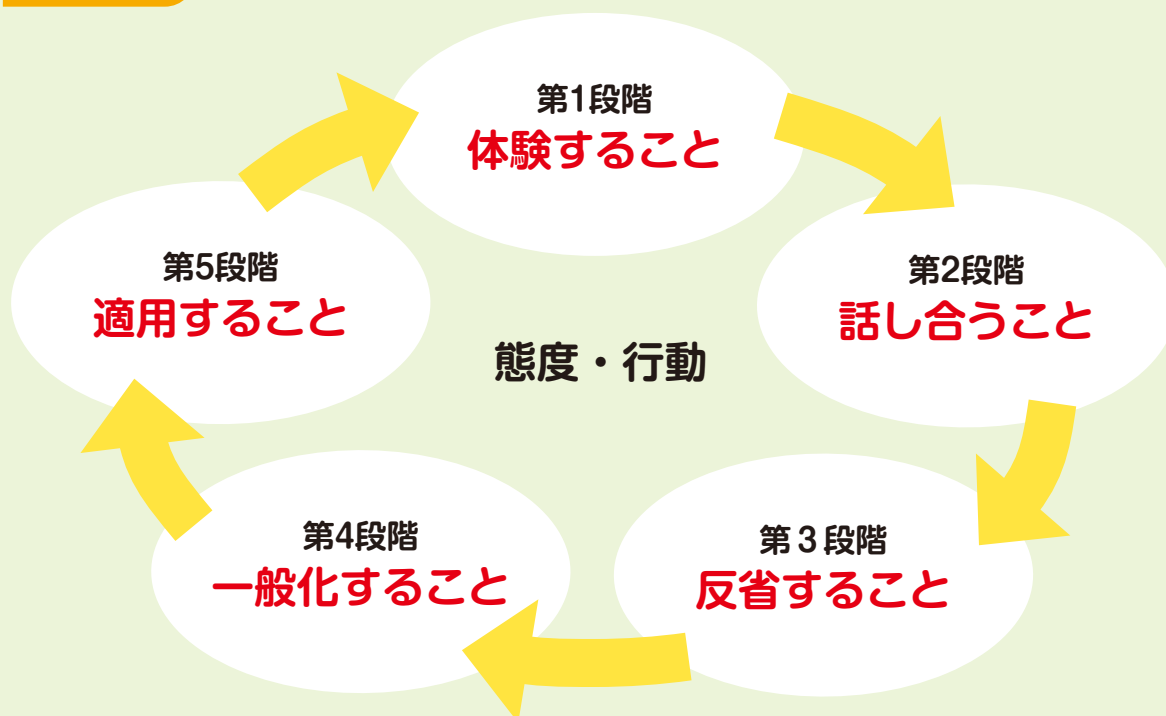 第1段階
体験すること
第2段階
話し合うこと
第３段階
反省すること
第4段階
一般化すること
第5段階
適用すること
態度・行動